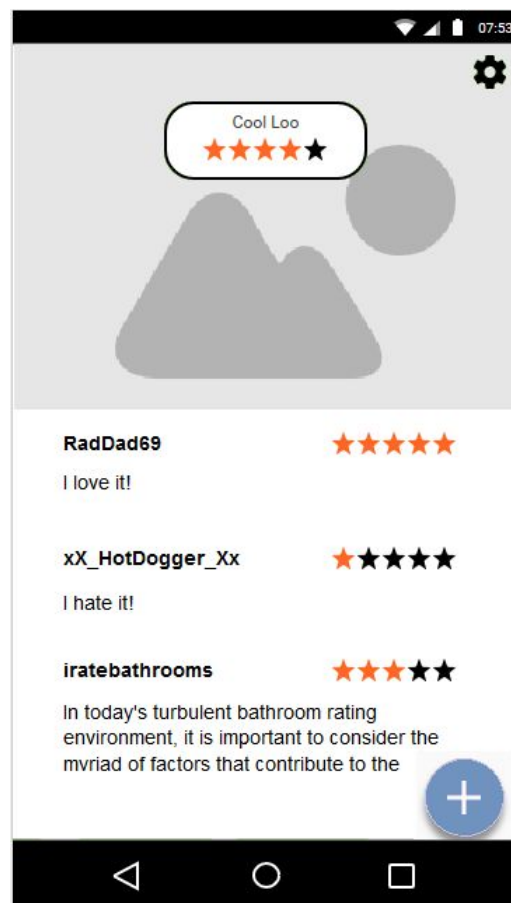 07:53
Cool Loo
RadDad69
I love it!
xX_HotDogger_Xx
I hate it!
iratebathrooms
In today's turbulent bathroom rating
environment, it is important to consider the
myriad of factors that contribute to the